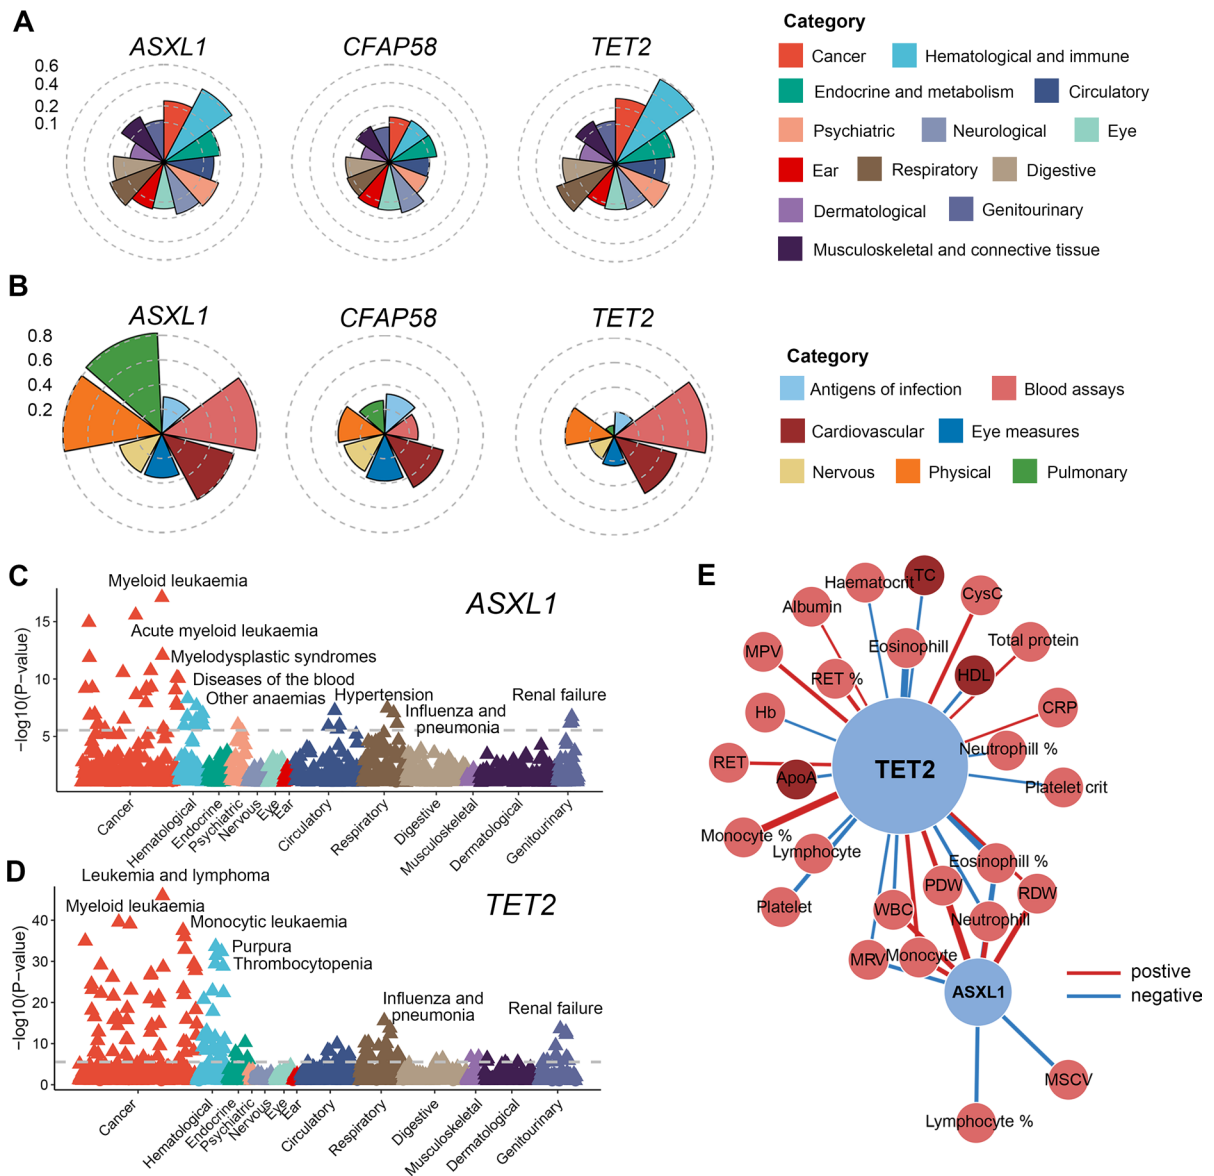 A
ASXL1
CFAP58
TET2
0.6
0.4
0.2
0.1
Category
Cancer
Hematological and immune
Endocrine and metabolism
Circulatory
Psychiatric
Neurological
Eye
Ear
Respiratory
Digestive
Dermatological
Genitourinary
Musculoskeletal and connective tissue
B
ASXL1
CFAP58
TET2
0.8
0.6
0.4
0.2
Category
Antigens of infection
Blood assays
Cardiovascular
Eye measures
Nervous
Physical
Pulmonary
C
ASXL1
−log10(P−value)
15
10
5
Myeloid leukaemia
Acute myeloid leukaemia
Myelodysplastic syndromes
Diseases of the blood
Other anaemias
Hypertension
Influenza and
pneumonia
Renal failure
Cancer
Hematological
Endocrine
Psychiatric
Nervous
Eye
Ear
Circulatory
Respiratory
Digestive
Musculoskeletal
Dermatological
Genitourinary
D
TET2
−log10(P−value)
40
30
20
10
0
Leukemia and lymphoma
Myeloid leukaemia
Monocytic leukaemia
Purpura
Thrombocytopenia
Influenza and
pneumonia
Renal failure
Cancer
Hematological
Endocrine
Psychiatric
Nervous
Eye
Ear
Circulatory
Respiratory
Digestive
Musculoskeletal
Dermatological
Genitourinary
E
TC
Haematocrit
CysC
Albumin
Eosinophill
Total protein
MPV
RET %
HDL
Hb
CRP
Neutrophill %
RET
ApoA
TET2
Platelet crit
Monocyte %
Lymphocyte
Eosinophill %
PDW
RDW
Platelet
WBC
Neutrophill
MRV
Monocyte
ASXL1
postive
negative
MSCV
Lymphocyte %